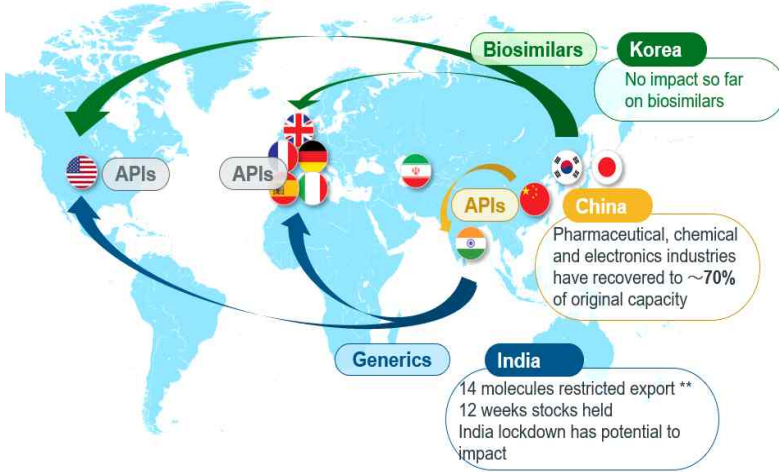 Biosimilars
Korea
No impact so far
on biosimilars
APIs
APIs
APIs
China
Pharmaceutical, chemical
and electronics industries
have recovered to ～70%
of original capacity
Generics
India
14 molecules restricted export **
12 weeks stocks held
India lockdown has potential to
impact